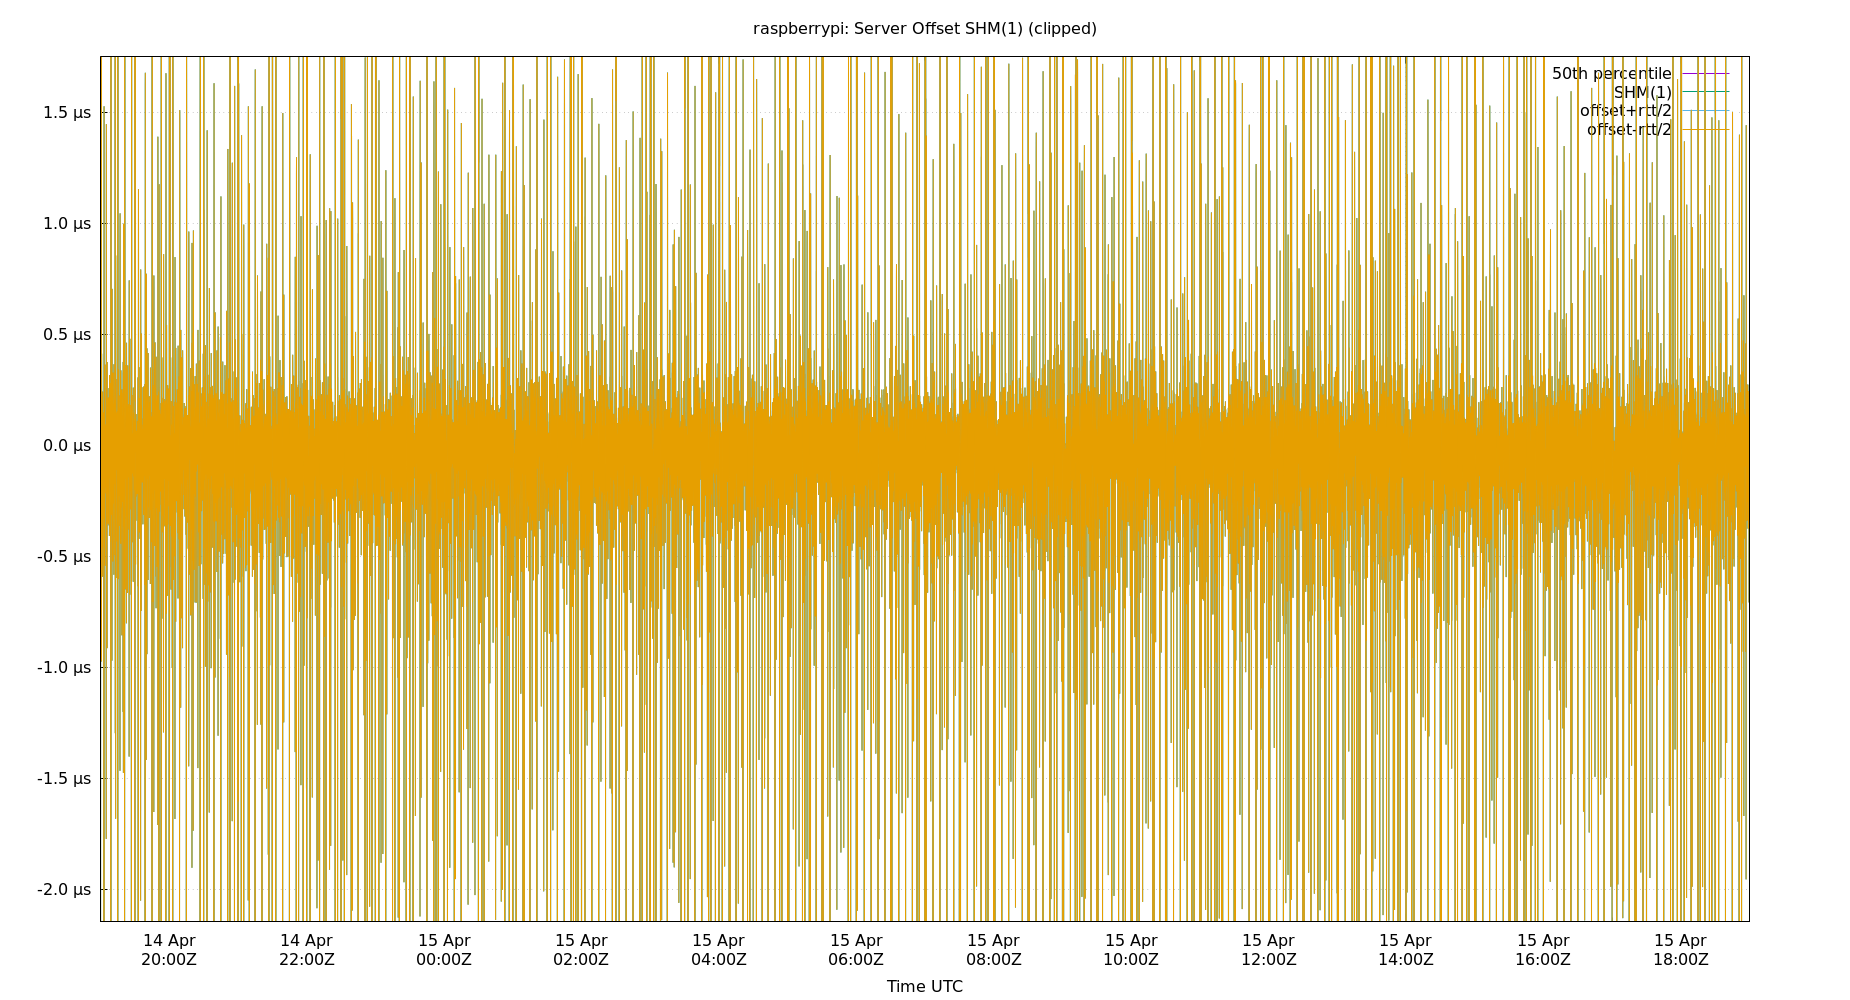 raspberrypi: Server Offset SHM(1) (clipped)
50th percentile
SHM(1)
offset+rtt/2
offset-rtt/2
1.5 µs
1.0 µs
0.5 µs
0.0 µs
-0.5 µs
-1.0 µs
-1.5 µs
-2.0 µs
14 Apr 14 Apr 15 Apr 15 Apr 15 Apr 15 Apr 15 Apr 15 Apr 15 Apr 15 Apr 15 Apr 15 Apr
20:00Z 22:00Z 00:00Z 02:00Z 04:00Z 06:00Z 08:00Z 10:00Z 12:00Z 14:00Z 16:00Z 18:00Z
Time UTC